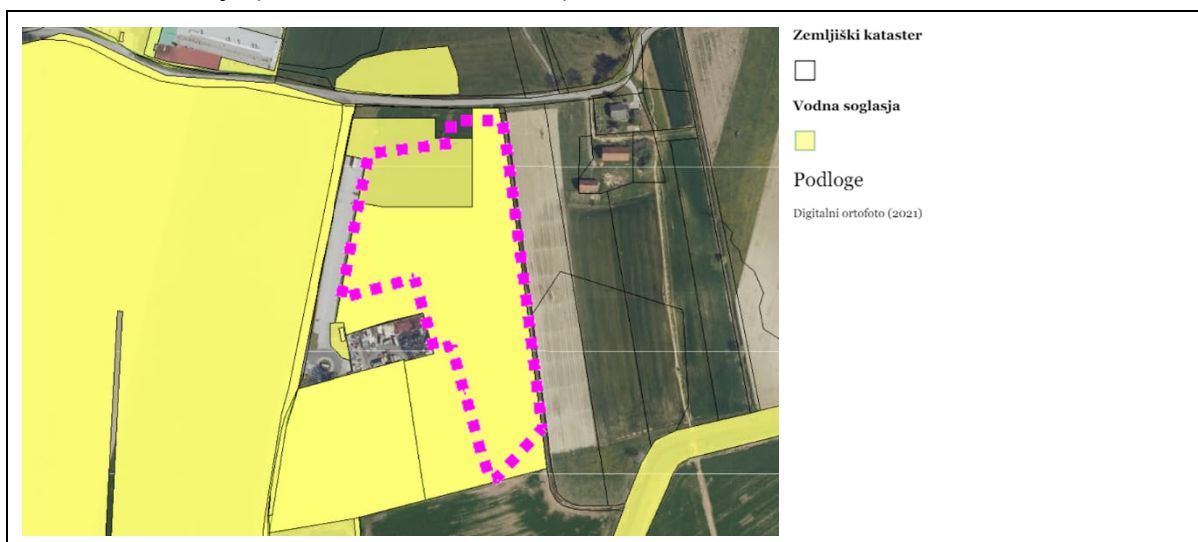 Zemljiški kataster
Vodna soglasja
Podloge
Digitalni ortofoto (2021)